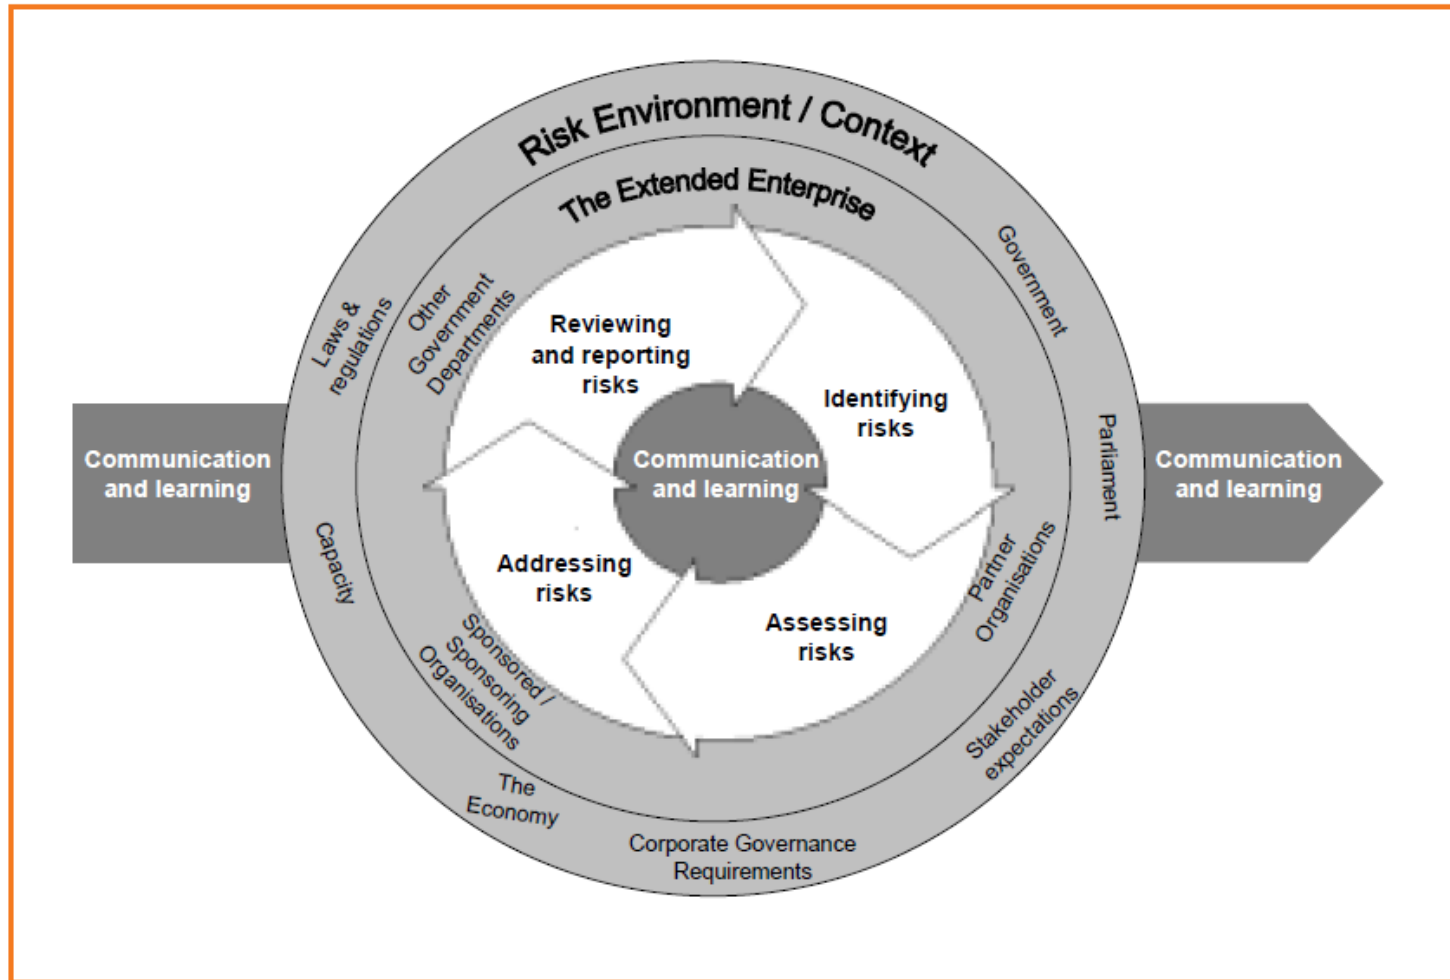 Risk Environment / Context
The Extended Enterprise
Government
Laws &
regulations
Other
Government
Departments
Reviewing
and reporting
risks
Identifying
risks
Parliament
Communication
and learning
Communication
and learning
Communication
and learning
Capacity
Addressing
risks
Assessing
risks
Partner
Organisations
Sponsored /
Sponsoring
Organisations
Stakeholder
expectations
The
Economy
Corporate Governance
Requirements